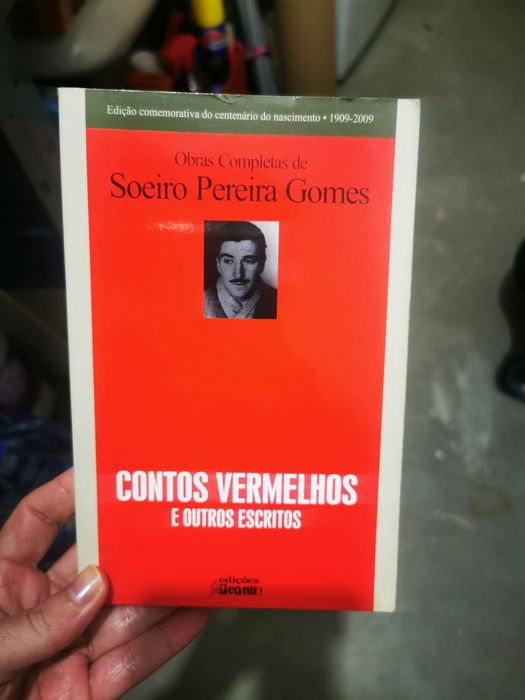 Edição comemorativa do centenário do nascimento • 1909-2009
Obras Completas de
Soeiro Pereira Gomes
CONTOS VERMELHOS
E OUTROS ESCRITOS
edições
Avante!